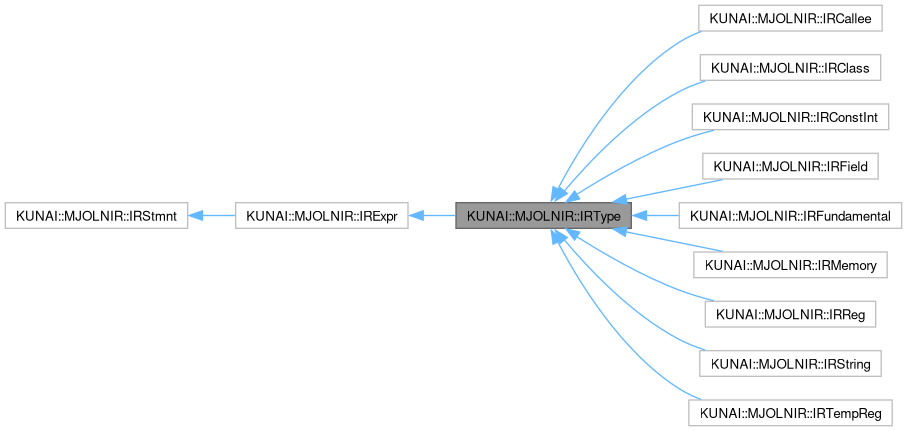 KUNAI::MJOLNIR::IRStmnt
KUNAI::MJOLNIR::IRExpr
KUNAI::MJOLNIR::IRType
KUNAI::MJOLNIR::IRCallee
KUNAI::MJOLNIR::IRClass
KUNAI::MJOLNIR::IRConstInt
KUNAI::MJOLNIR::IRField
KUNAI::MJOLNIR::IRFundamental
KUNAI::MJOLNIR::IRMemory
KUNAI::MJOLNIR::IRReg
KUNAI::MJOLNIR::IRString
KUNAI::MJOLNIR::IRTempReg